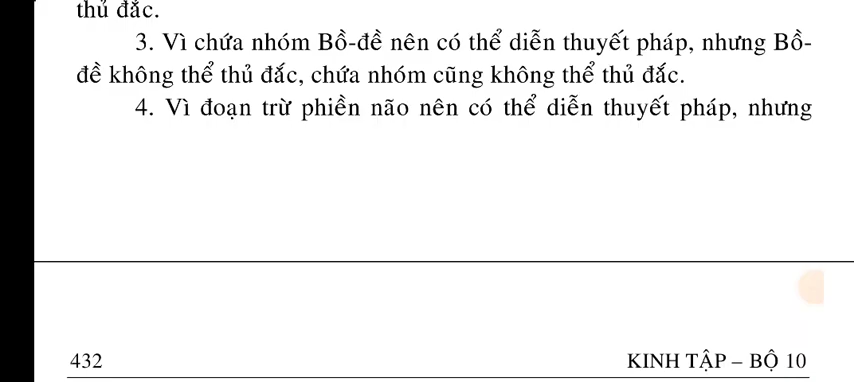 thủ đắc.
3. Vì chứa nhóm Bồ-đề nên có thể diễn thuyết pháp, nhưng Bồ-
đề không thể thủ đắc, chứa nhóm cũng không thể thủ đắc.
4. Vì đoạn trừ phiền não nên có thể diễn thuyết pháp, nhưng
432
KINH TẬP – BỘ 10